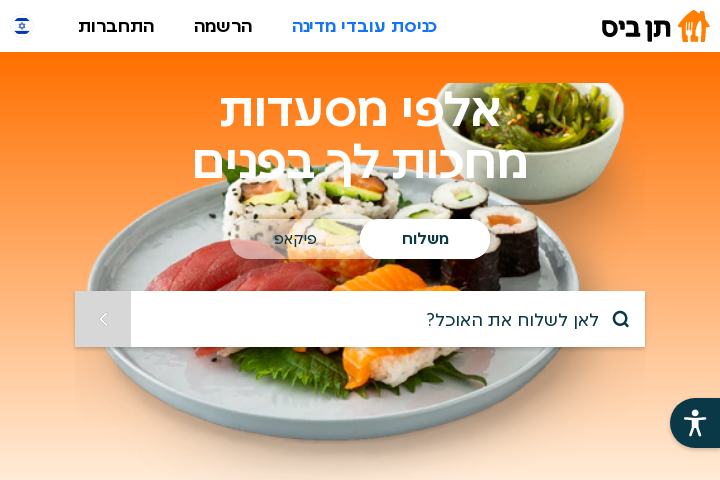 תן ביס
כניסת עובדי מדינה
הרשמה
התחברות
אלפי מסעדות
מחכות לך בפנים
משלוח
פיקאפ
לאן לשלוח את האוכל?